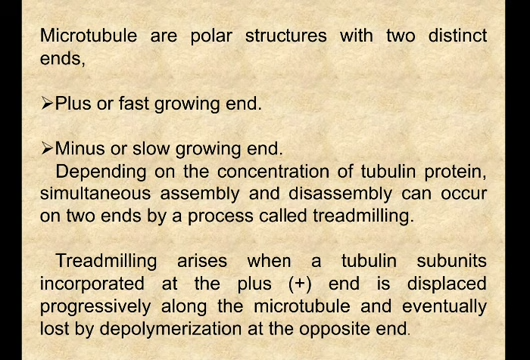 Microtubule are polar structures with two distinct
ends,
➢Plus or fast growing end.
➢Minus or slow growing end.
Depending on the concentration of tubulin protein,
simultaneous assembly and disassembly can occur
on two ends by a process called treadmilling.
Treadmilling arises when a tubulin subunits
incorporated at the plus (+) end is displaced
progressively along the microtubule and eventually
lost by depolymerization at the opposite end.